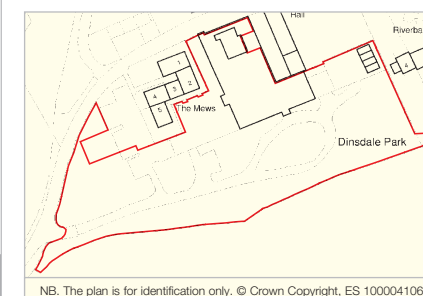 Hall
Riverba
1
2
3
4
5
4
The Mews
Dinsdale Park
NB. The plan is for identification only. © Crown Copyright, ES 100004106